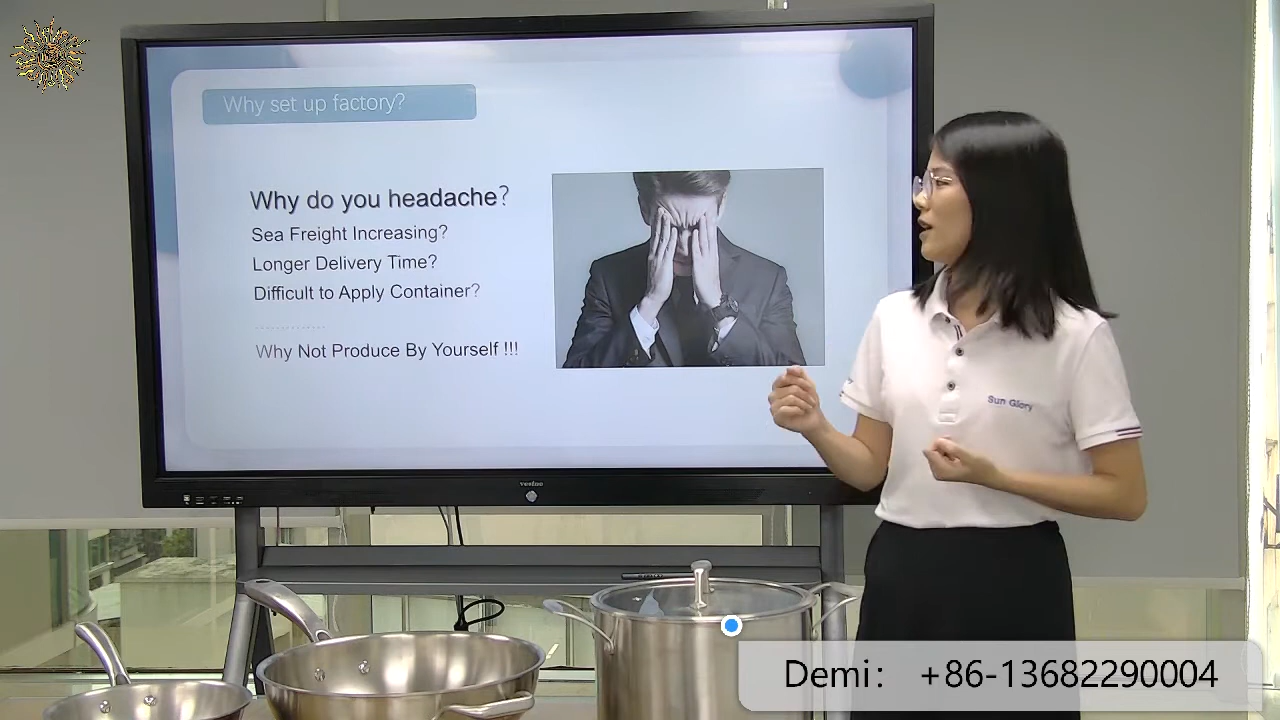 Why set up factory?
Why do you headache?
Sea Freight Increasing?
Longer Delivery Time?
Difficult to Apply Container?
..............
Why Not Produce By Yourself !!!
Sun Glory
Demi： +86-13682290004